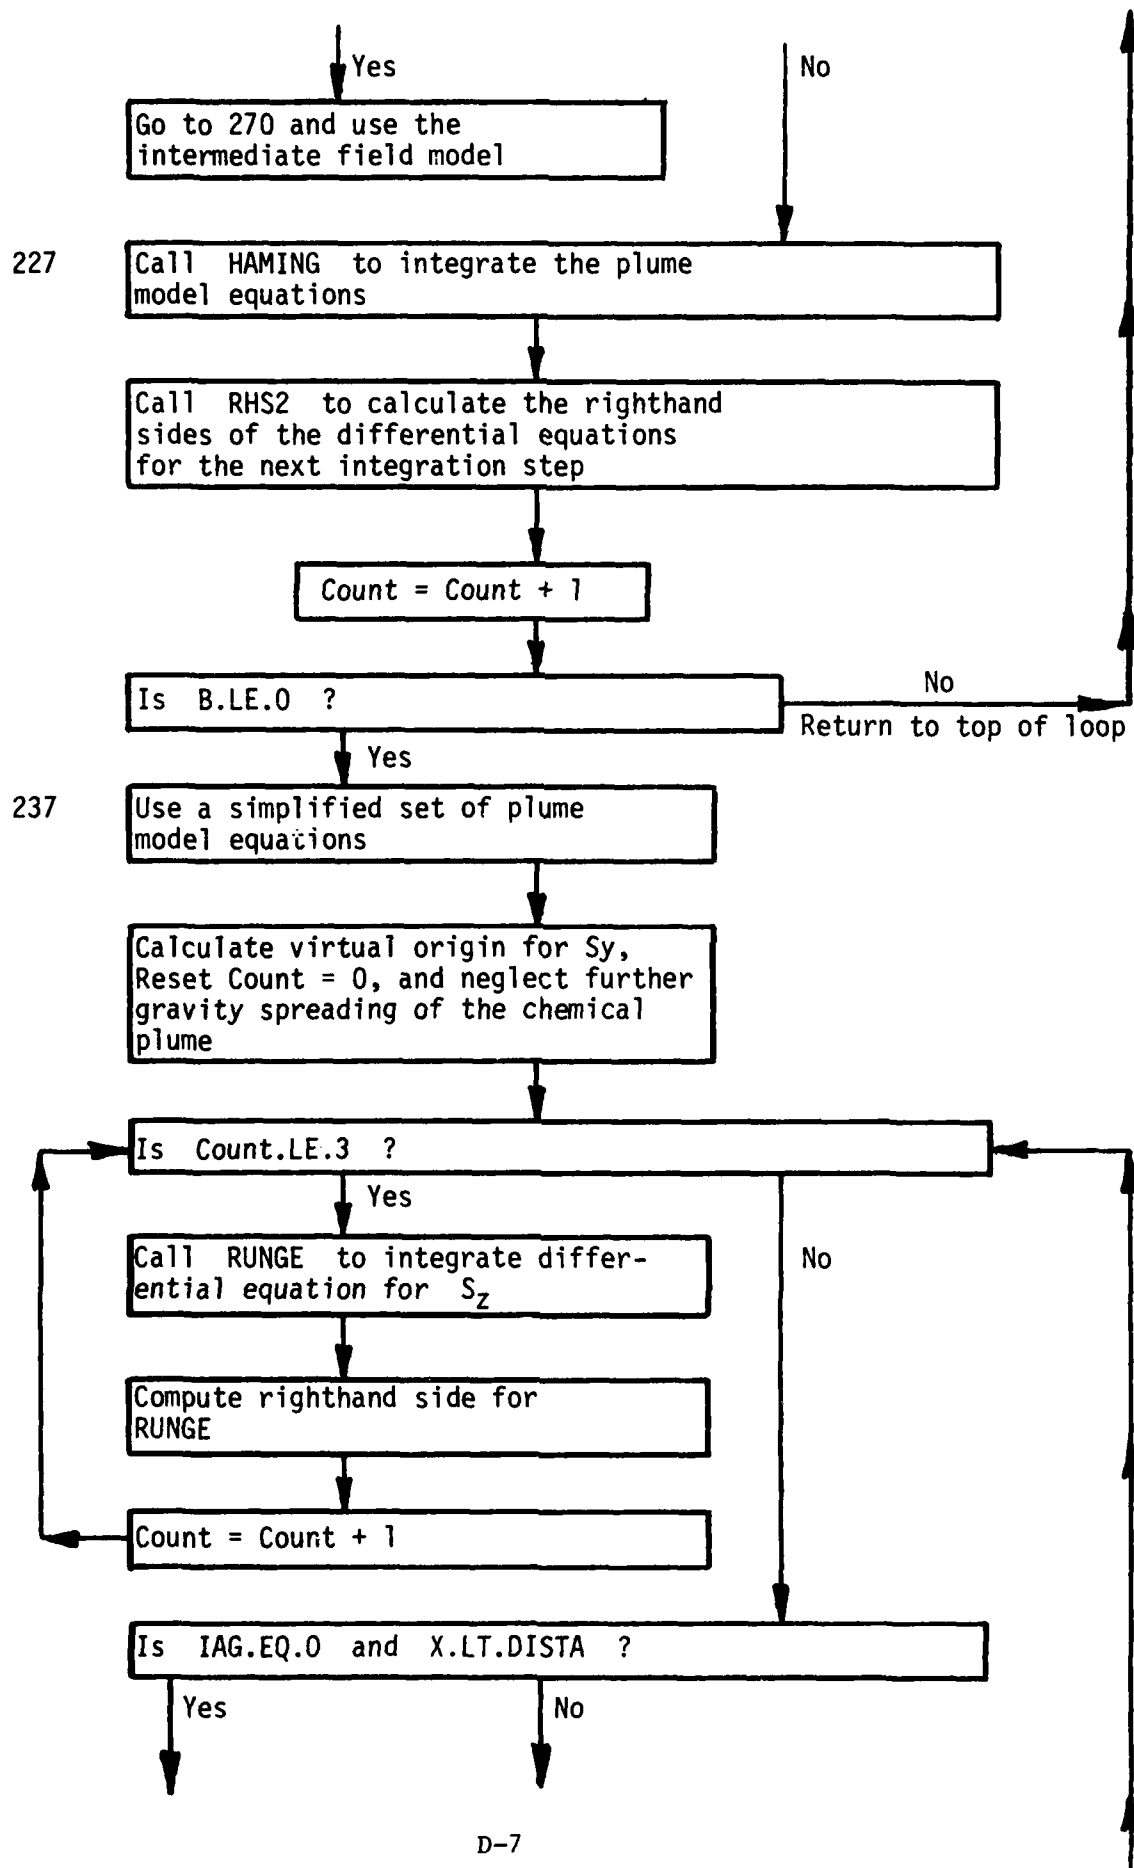 Yes
No
Go to 270 and use the
intermediate field model
227
Call HAMING to integrate the plume
model equations
Call RHS2 to calculate the righthand
sides of the differential equations
for the next integration step
Count = Count + 1
Is B.LE.0 ?
No
Return to top of loop
Yes
237
Use a simplified set of plume
model equations
Calculate virtual origin for Sy,
Reset Count = 0, and neglect further
gravity spreading of the chemical
plume
Is Count.LE.3 ?
Yes
No
Call RUNGE to integrate differ-
ential equation for Sz
Compute righthand side for
RUNGE
Count = Count + 1
Is IAG.EQ.0 and X.LT.DISTA ?
Yes
No
D-7